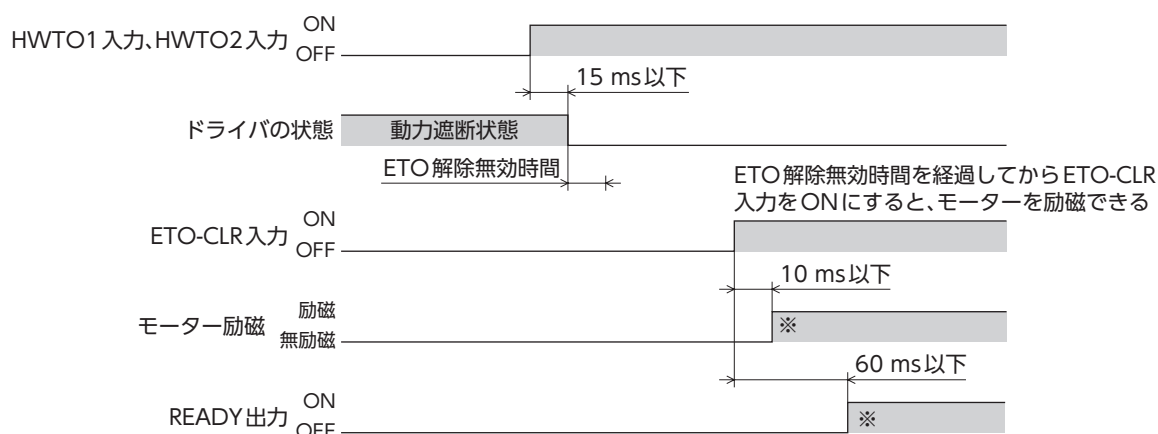 HWTO1入力、HWTO2入力
ON
OFF
15 ms以下
ドライバの状態
動力遮断状態
ETO解除無効時間
ETO解除無効時間を経過してからETO-CLR
入力をONにすると、モーターを励磁できる
ETO-CLR入力
ON
OFF
10 ms以下
モーター励磁
励磁
無励磁
※
60 ms以下
READY出力
ON
OFF
※